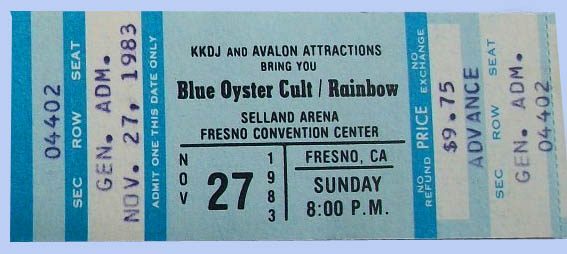 04402
SEC ROW SEAT
GEN. ADM.
NOV. 27, 1983
ADMIT ONE THIS DATE ONLY
KKDJ AND AVALON ATTRACTIONS
BRING YOU
Blue Oyster Cult / Rainbow
SELLAND ARENA
FRESNO CONVENTION CENTER
NOV
27
1983
FRESNO, CA
SUNDAY
8:00 P.M.
NO REFUND PRICE NO EXCHANGE
$9.75
ADVANCE
SEC ROW SEAT
GEN. ADM.
04402